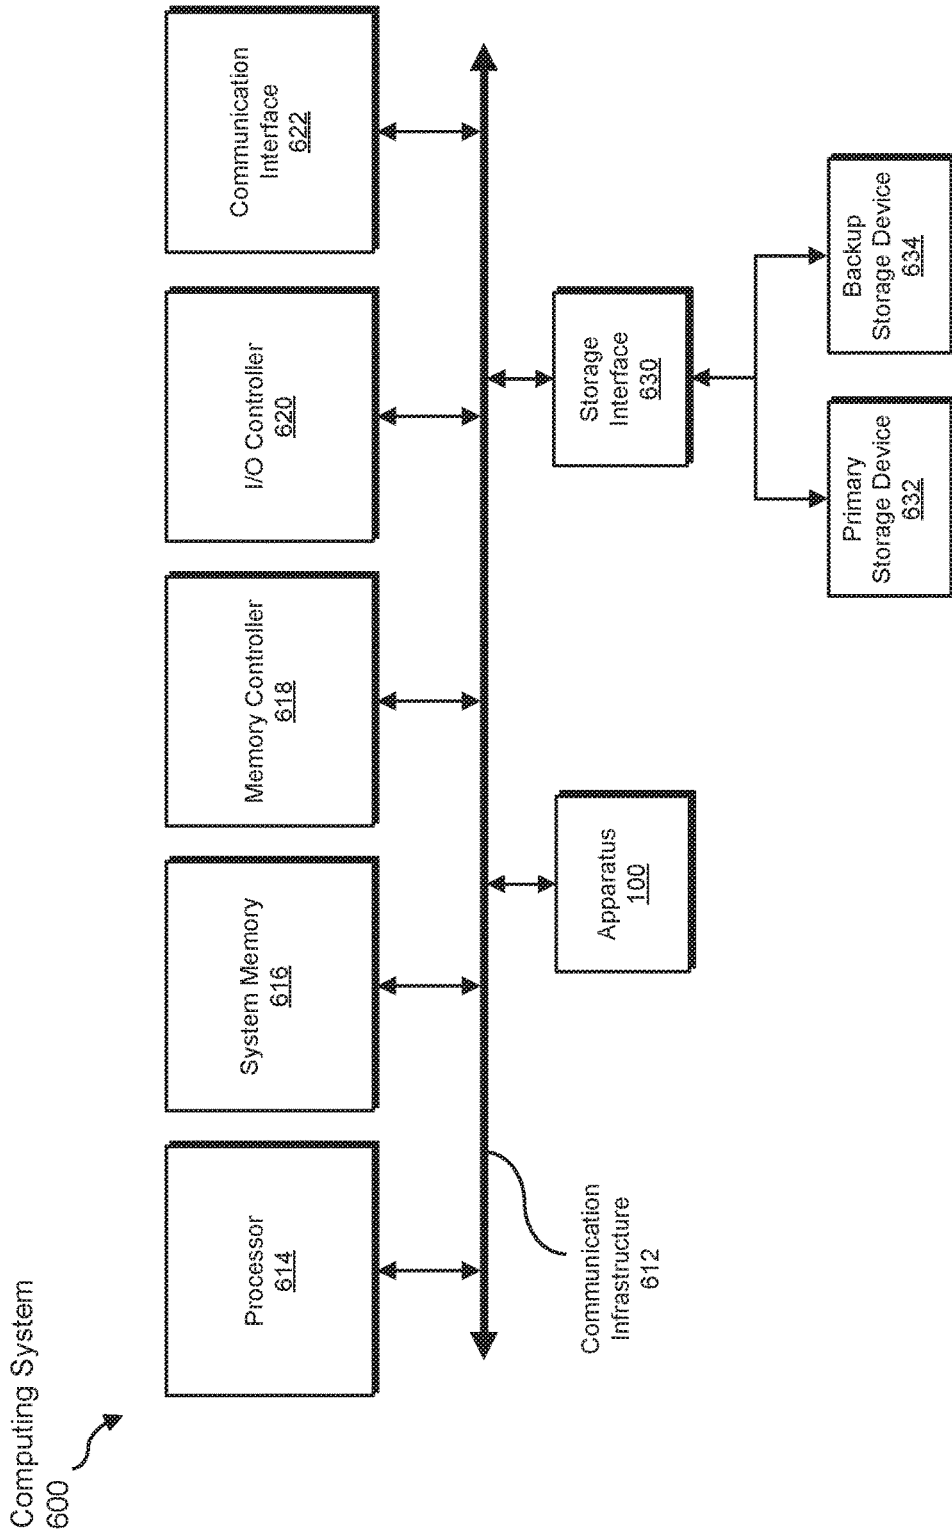 Computing System
600
Processor
614
System Memory
616
Memory Controller
618
I/O Controller
620
Communication
Interface
622
Communication
Infrastructure
612
Apparatus
100
Storage
Interface
630
Primary
Storage Device
632
Backup
Storage Device
634